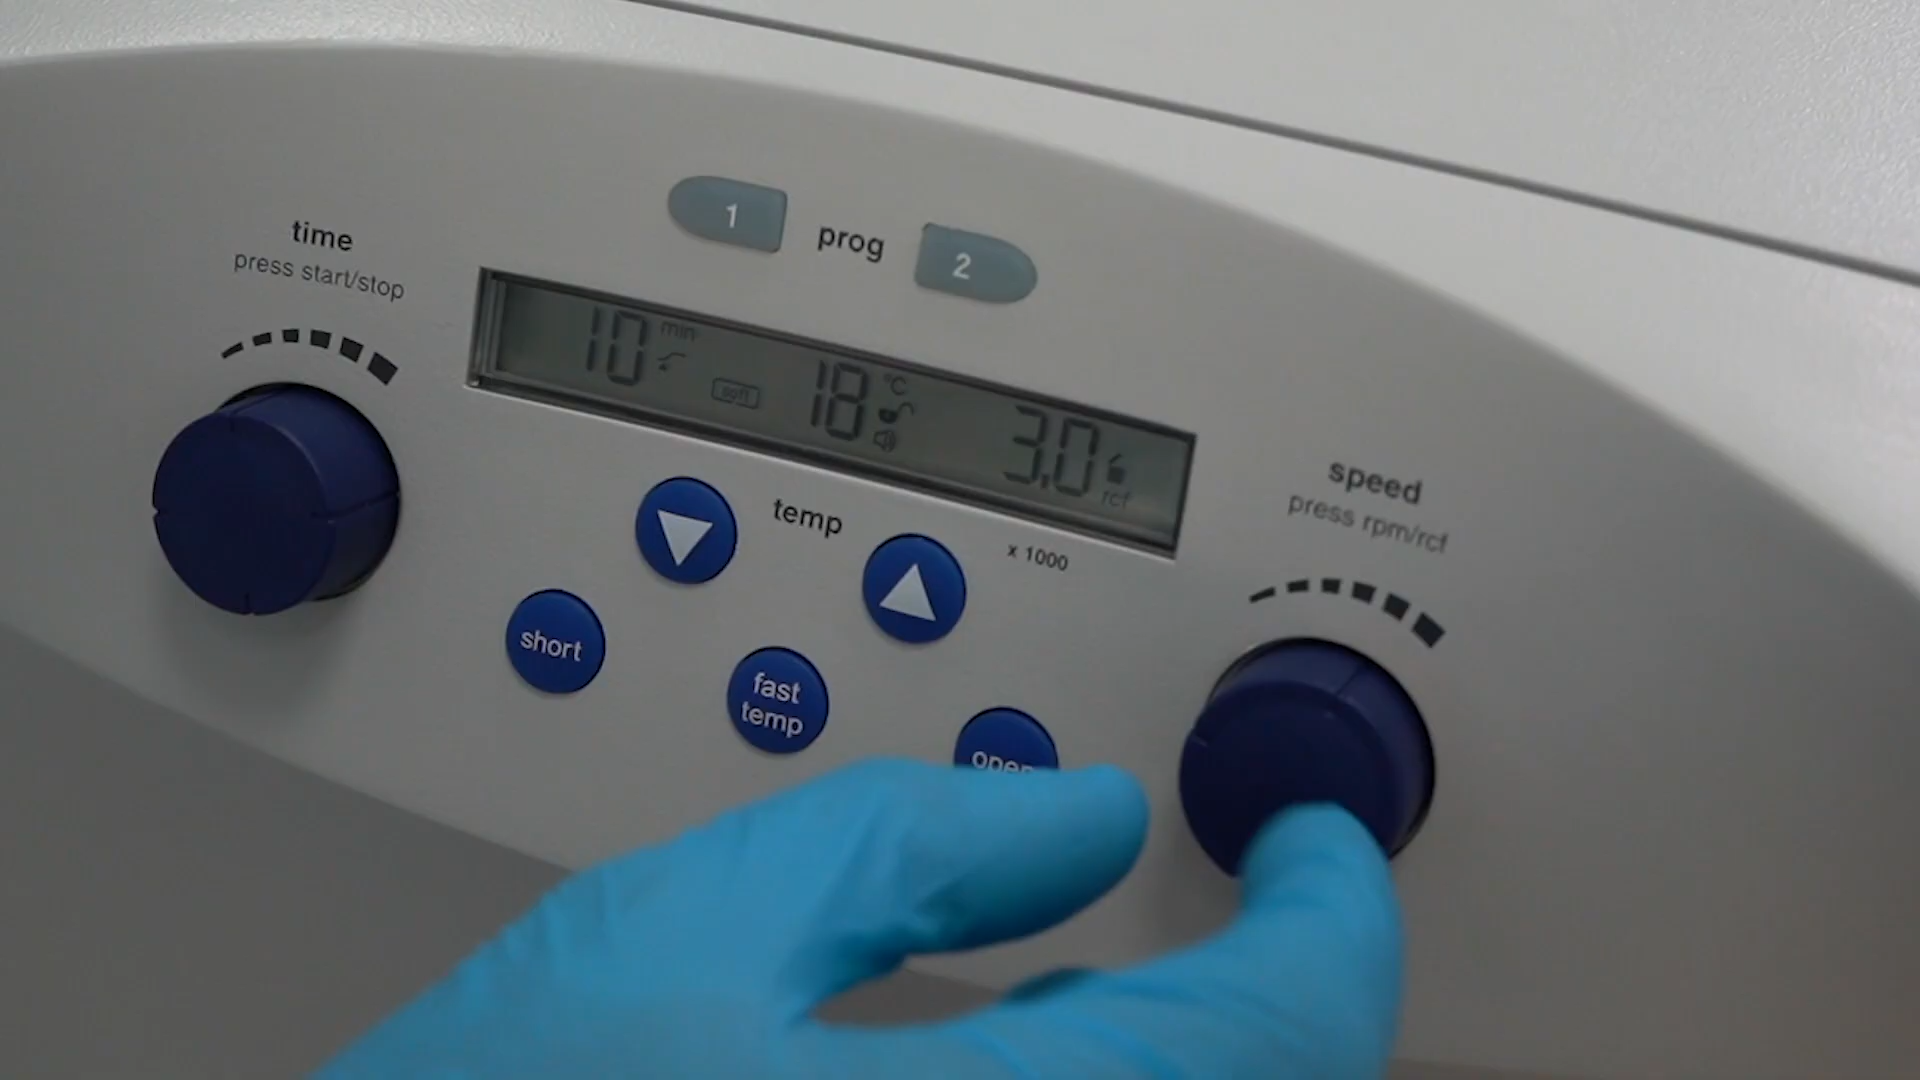 1 prog 2
time
press start/stop
10 min
soft
18 °C
3.0 rcf
speed
press rpm/rcf
temp
x 1000
short
fast
temp
open